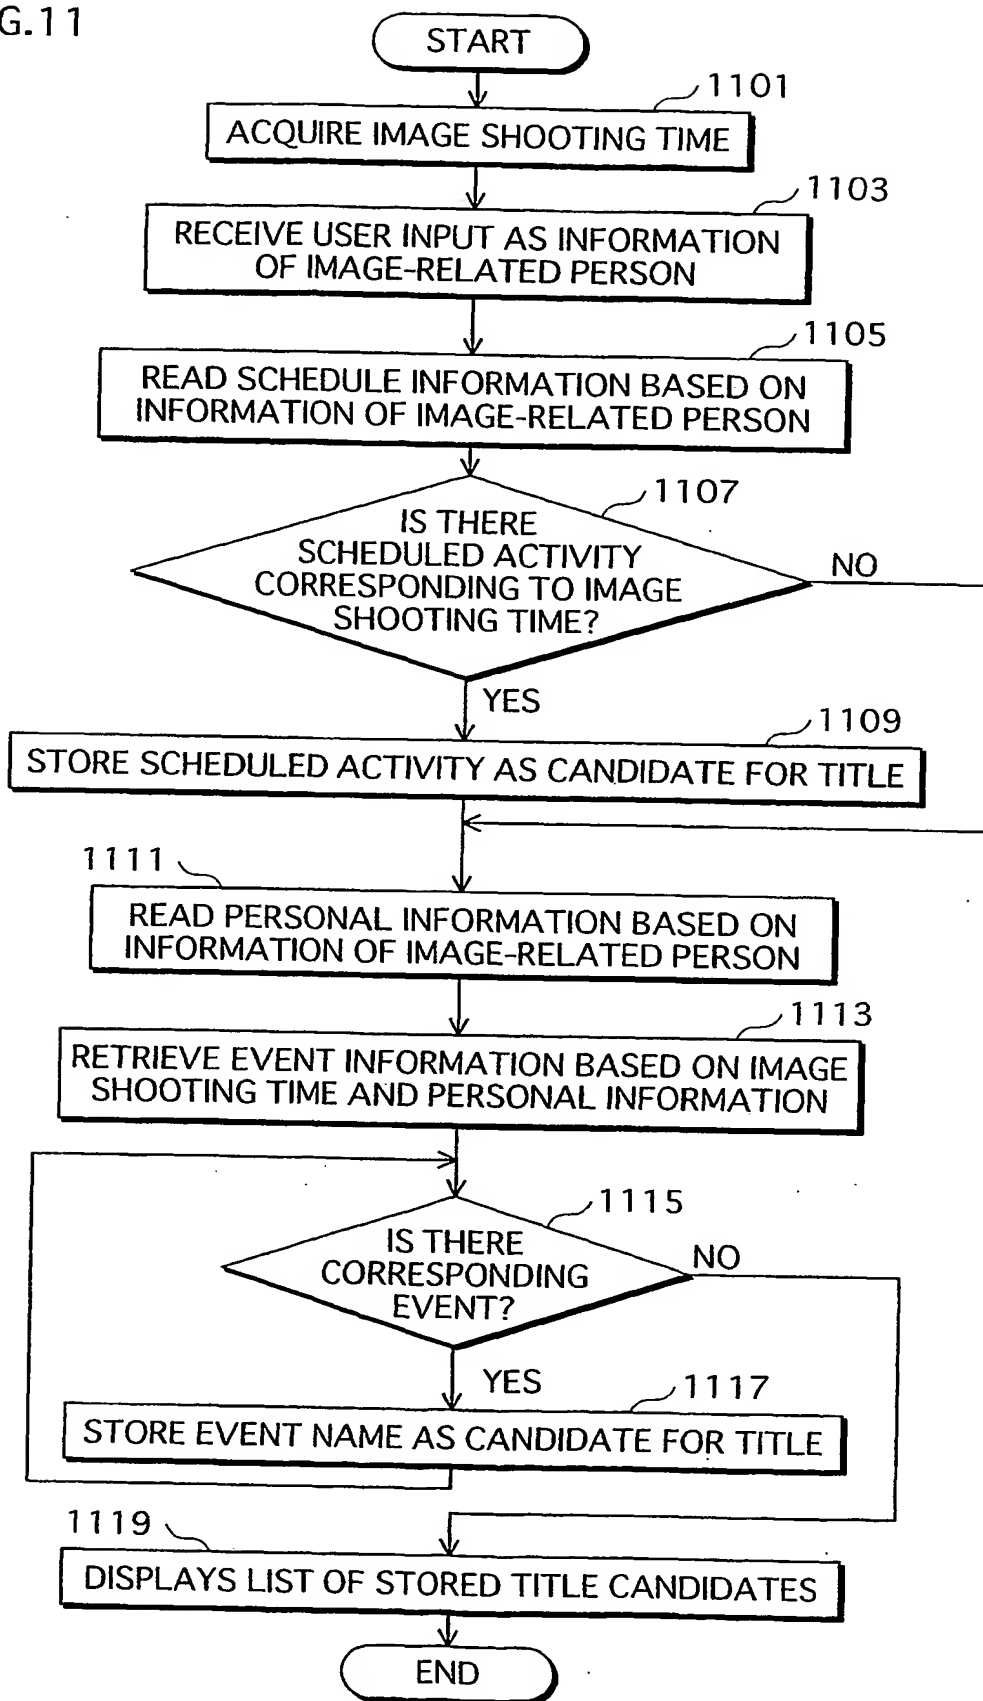 G.11
START
1101
ACQUIRE IMAGE SHOOTING TIME
1103
RECEIVE USER INPUT AS INFORMATION
OF IMAGE-RELATED PERSON
1105
READ SCHEDULE INFORMATION BASED ON
INFORMATION OF IMAGE-RELATED PERSON
1107
IS THERE
SCHEDULED ACTIVITY
CORRESPONDING TO IMAGE
SHOOTING TIME?
NO
YES
1109
STORE SCHEDULED ACTIVITY AS CANDIDATE FOR TITLE
1111
READ PERSONAL INFORMATION BASED ON
INFORMATION OF IMAGE-RELATED PERSON
1113
RETRIEVE EVENT INFORMATION BASED ON IMAGE
SHOOTING TIME AND PERSONAL INFORMATION
1115
IS THERE
CORRESPONDING
EVENT?
NO
YES
1117
STORE EVENT NAME AS CANDIDATE FOR TITLE
1119
DISPLAYS LIST OF STORED TITLE CANDIDATES
END